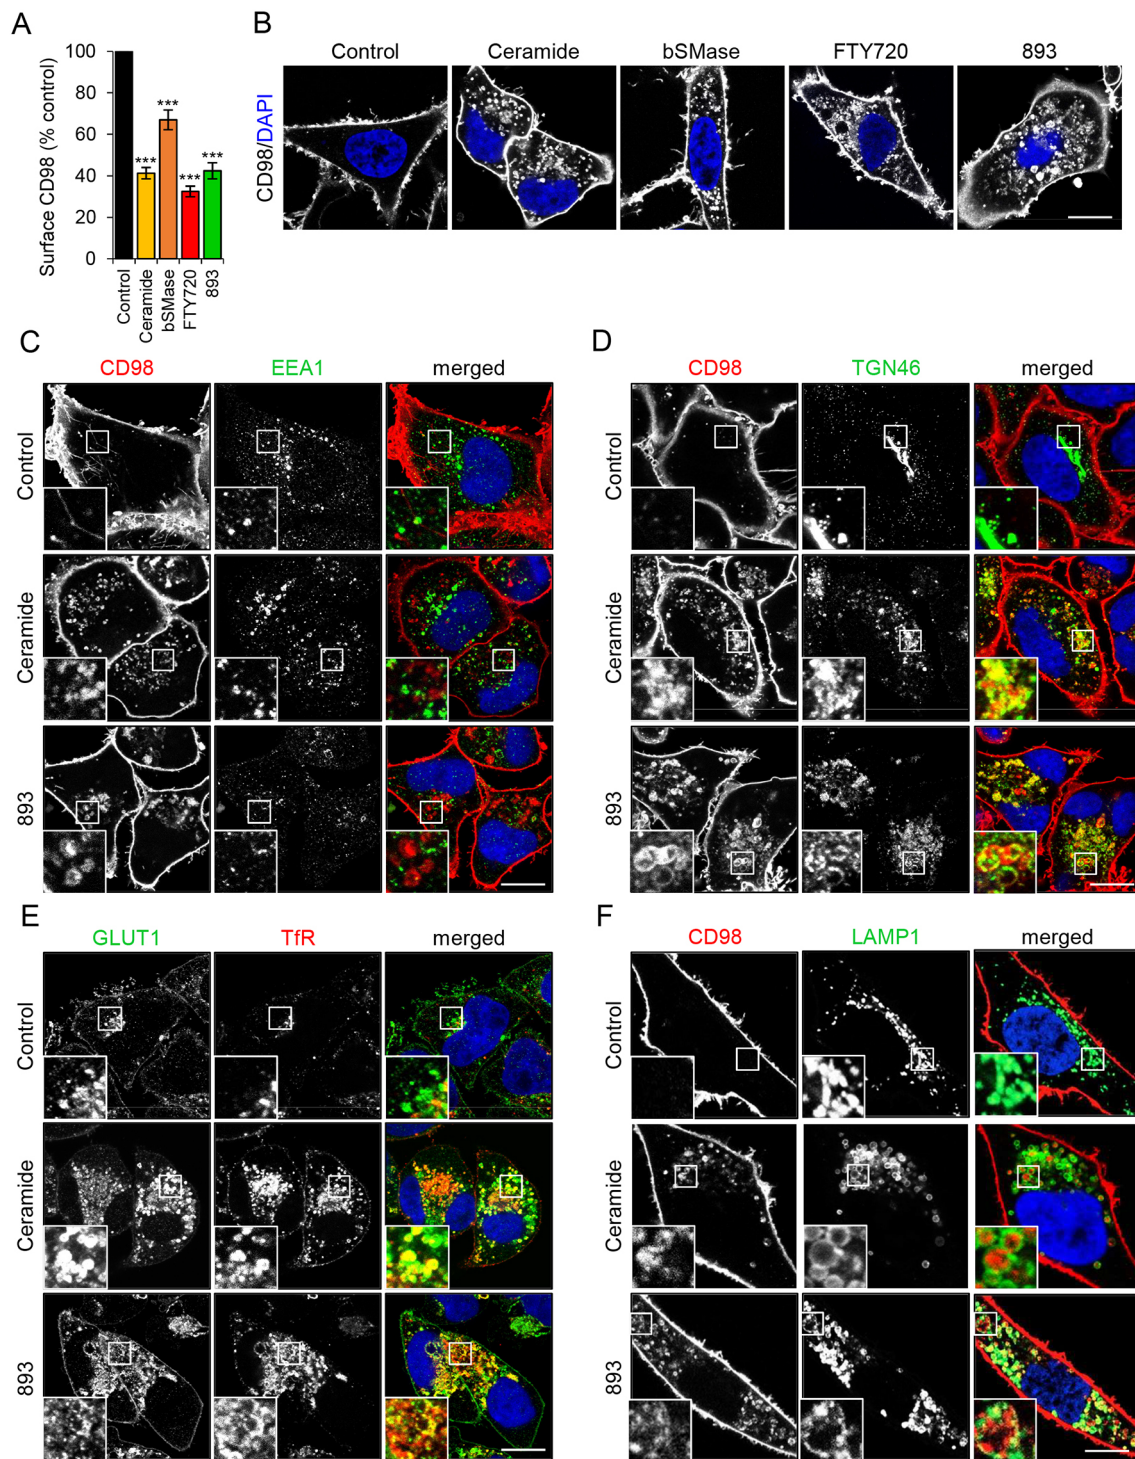 A
Surface CD98 (% control)
100
80
60
40
20
0
***
***
***
***
Control
Ceramide
bSMase
FTY720
893
B
Control
Ceramide
bSMase
FTY720
893
CD98/DAPI
C
CD98
EEA1
merged
Control
Ceramide
893
D
CD98
TGN46
merged
Control
Ceramide
893
E
GLUT1
TfR
merged
Control
Ceramide
893
F
CD98
LAMP1
merged
Control
Ceramide
893